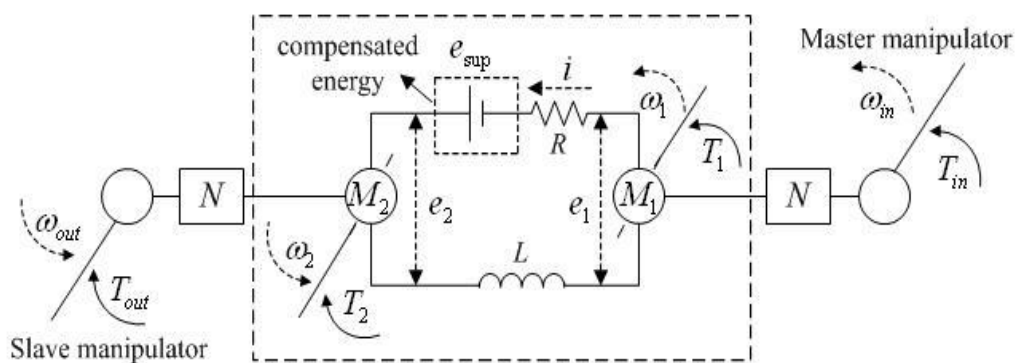 compensated
energy
e_sup
i
R
ω_1
T_1
Master manipulator
ω_in
T_in
N
M_2
e_2
e_1
M_1
N
ω_out
T_out
ω_2
T_2
L
Slave manipulator